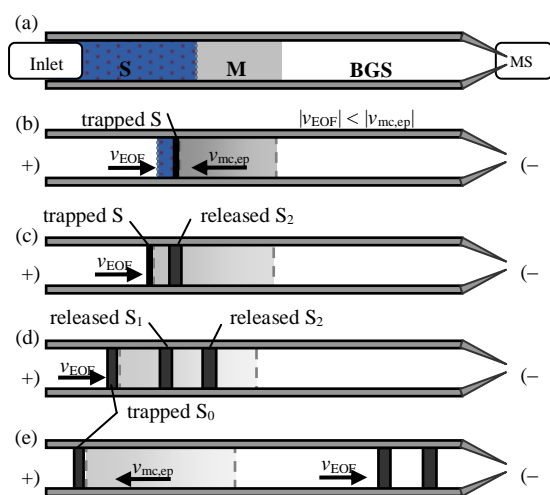 (a)
Inlet S M BGS MS
(b) trapped S |vEOF| < |vmc,ep|
vEOF vmc,ep
+) (–
trapped S released S2
(c)
vEOF
+) (–
released S1 released S2
(d)
vEOF
+) (–
trapped S0
(e)
vmc,ep vEOF
+) (–